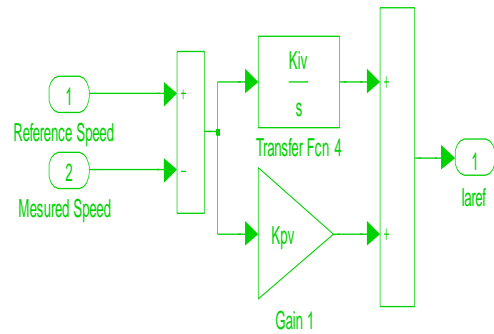 1
+
Reference Speed
2
−
Mesured Speed
Kiv
s
Transfer Fcn 4
Kpv
Gain 1
+
+
1
Iaref